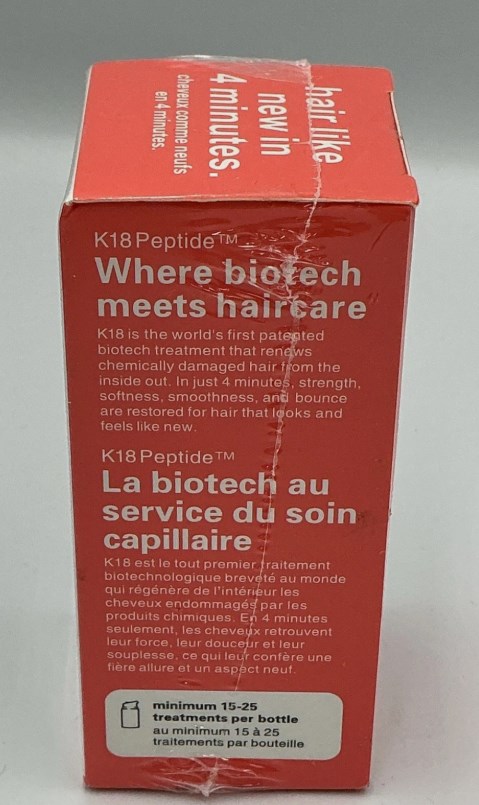 hair like
new in
4 minutes.
cheveux comme neufs
en 4 minutes.
K18Peptide™
Where biotech
meets haircare
K18 is the world's first patented
biotech treatment that renews
chemically damaged hair from the
inside out. In just 4 minutes, strength,
softness, smoothness, and bounce
are restored for hair that looks and
feels like new.
K18Peptide™
La biotech au
service du soin
capillaire
K18 est le tout premier traitement
biotechnologique breveté au monde
qui régénère de l'intérieur les
cheveux endommagés par les
produits chimiques. En 4 minutes
seulement, les cheveux retrouvent
leur force, leur douceur et leur
souplesse, ce qui leur confère une
fière allure et un aspect neuf.
minimum 15-25
treatments per bottle
au minimum 15 à 25
traitements par bouteille